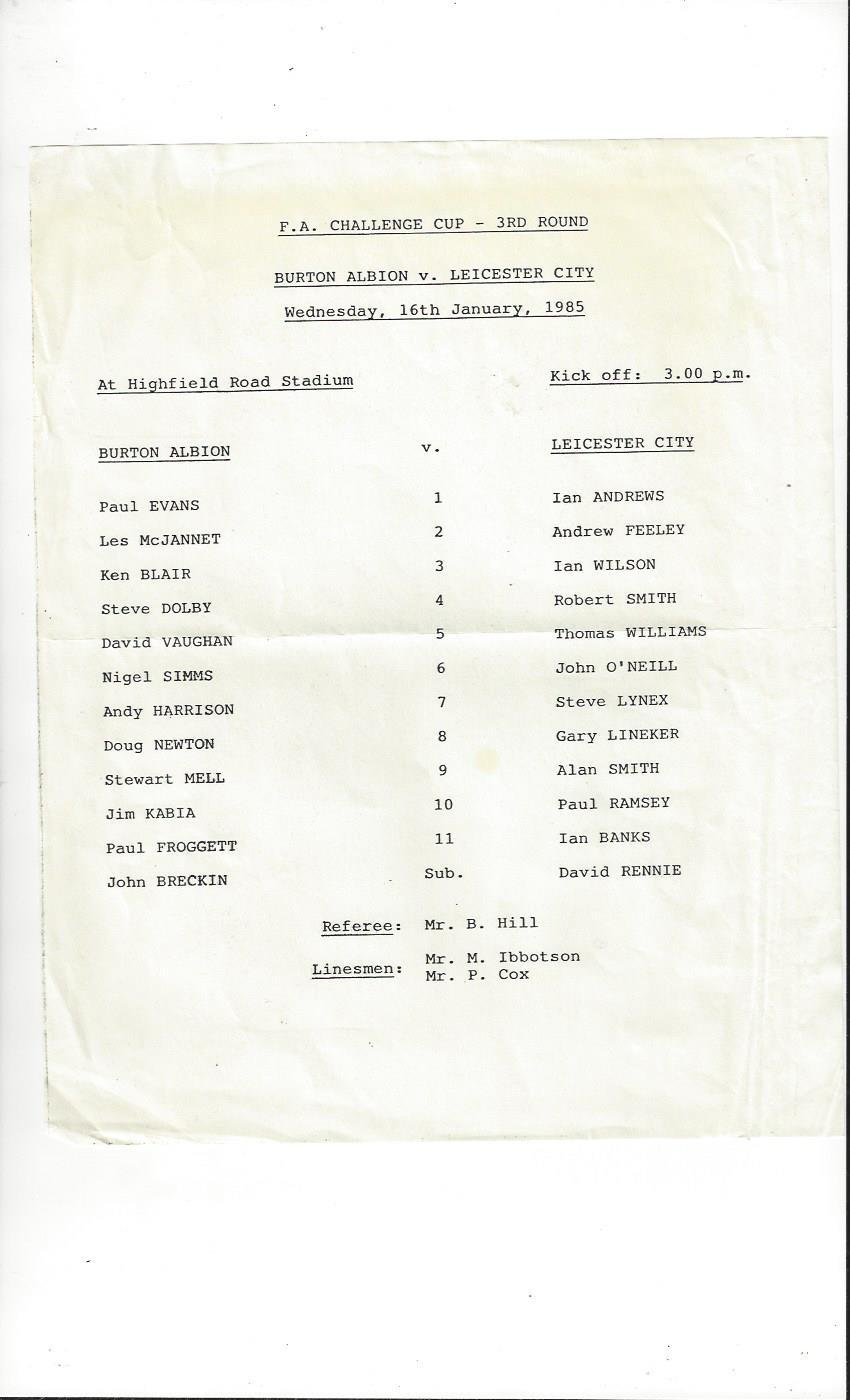 F.A. CHALLENGE CUP - 3RD ROUND
BURTON ALBION v. LEICESTER CITY
Wednesday, 16th January, 1985
At Highfield Road Stadium Kick off: 3.00 p.m.
BURTON ALBION v. LEICESTER CITY
Paul EVANS 1 Ian ANDREWS
Les McJANNET 2 Andrew FEELEY
Ken BLAIR 3 Ian WILSON
Steve DOLBY 4 Robert SMITH
David VAUGHAN 5 Thomas WILLIAMS
Nigel SIMMS 6 John O'NEILL
Andy HARRISON 7 Steve LYNEX
Doug NEWTON 8 Gary LINEKER
Stewart MELL 9 Alan SMITH
Jim KABIA 10 Paul RAMSEY
Paul FROGGETT 11 Ian BANKS
John BRECKIN Sub. David RENNIE
Referee: Mr. B. Hill
Linesmen: Mr. M. Ibbotson
Mr. P. Cox